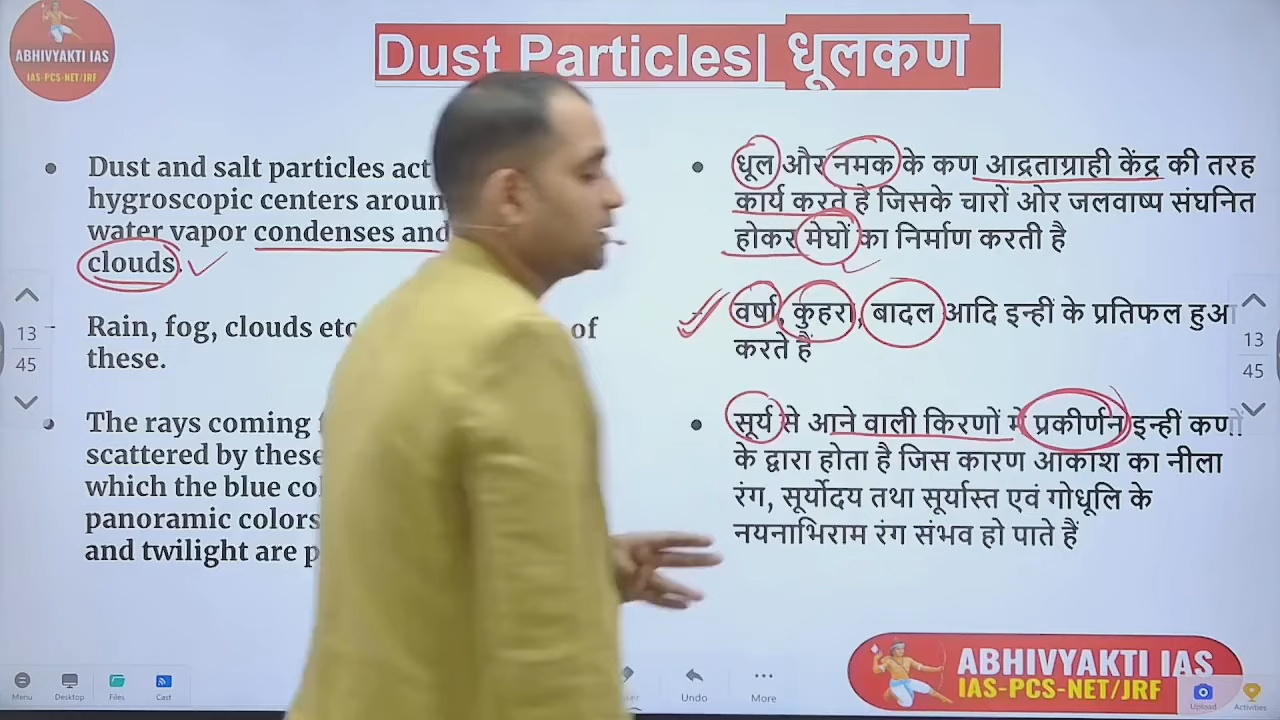 ABHIVYAKTI IAS
IAS-PCS-NET/JRF
Dust Particles| धूलकण
Dust and salt particles act
hygroscopic centers
water vapor condenses and
clouds.
Rain, fog, clouds of
these.
The rays coming
scattered by these
which the blue
panoramic colors
and twilight are
धूल और नमक के कण आद्रताग्राही केंद्र की तरह
कार्य करते है जिसके चारों ओर जलवाष्प संघनित
होकर मेघों का निर्माण करती है
वर्षा, कुहरा, बादल आदि इन्हीं के प्रतिफल हुआ
करते हैं
सूर्य से आने वाली किरणों में प्रकीर्णन इन्हीं कणों
के द्वारा होता है जिस कारण आकाश का नीला
रंग, सूर्योदय तथा सूर्यास्त एवं गोधूलि के
नयनाभिराम रंग संभव हो पाते हैं
13
45
13
45
Menu
Desktop
Files
Cast
Undo
More
ABHIVYAKTI IAS
IAS-PCS-NET/JRF
Upload
Activities